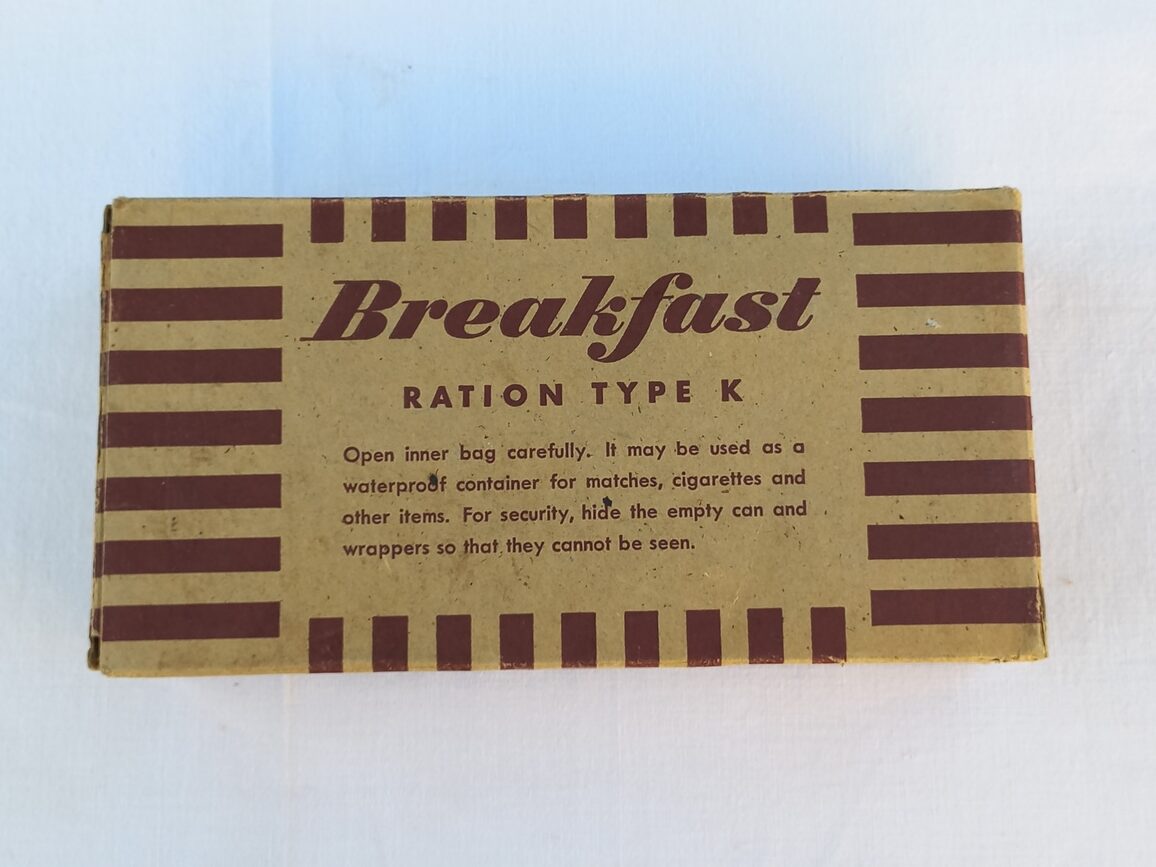 Breakfast
RATION TYPE K
Open inner bag carefully. It may be used as a
waterproof container for matches, cigarettes and
other items. For security, hide the empty can and
wrappers so that they cannot be seen.